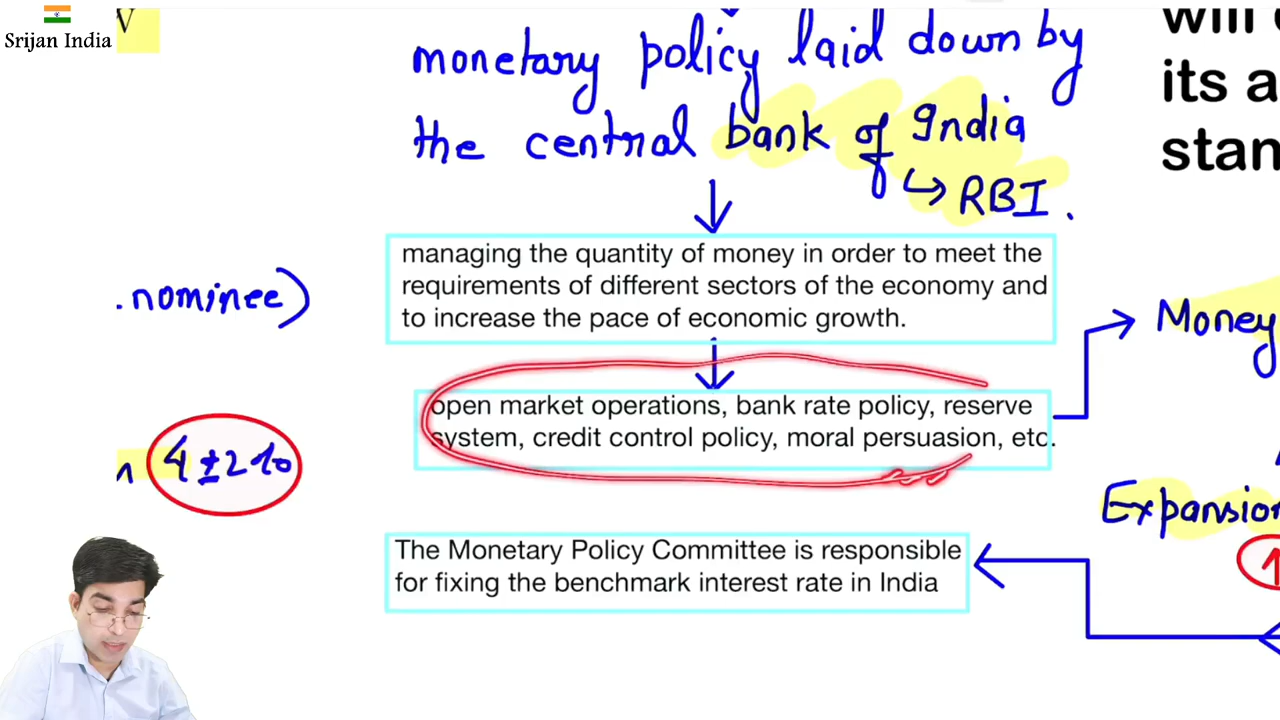 Srijan India
monetary policy laid down by
the central bank of India
↳ RBI.
will
its a
stan
managing the quantity of money in order to meet the
requirements of different sectors of the economy and
to increase the pace of economic growth.
. nominee)
Money
open market operations, bank rate policy, reserve
system, credit control policy, moral persuasion, etc.
4 ± 2 %
Expansion
The Monetary Policy Committee is responsible
for fixing the benchmark interest rate in India